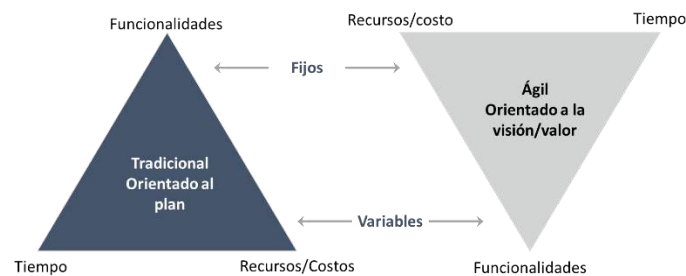 Funcionalidades
Recursos/costo
Tiempo
Fijos
Ágil
Orientado a la
visión/valor
Tradicional
Orientado al
plan
Variables
Tiempo
Recursos/Costos
Funcionalidades